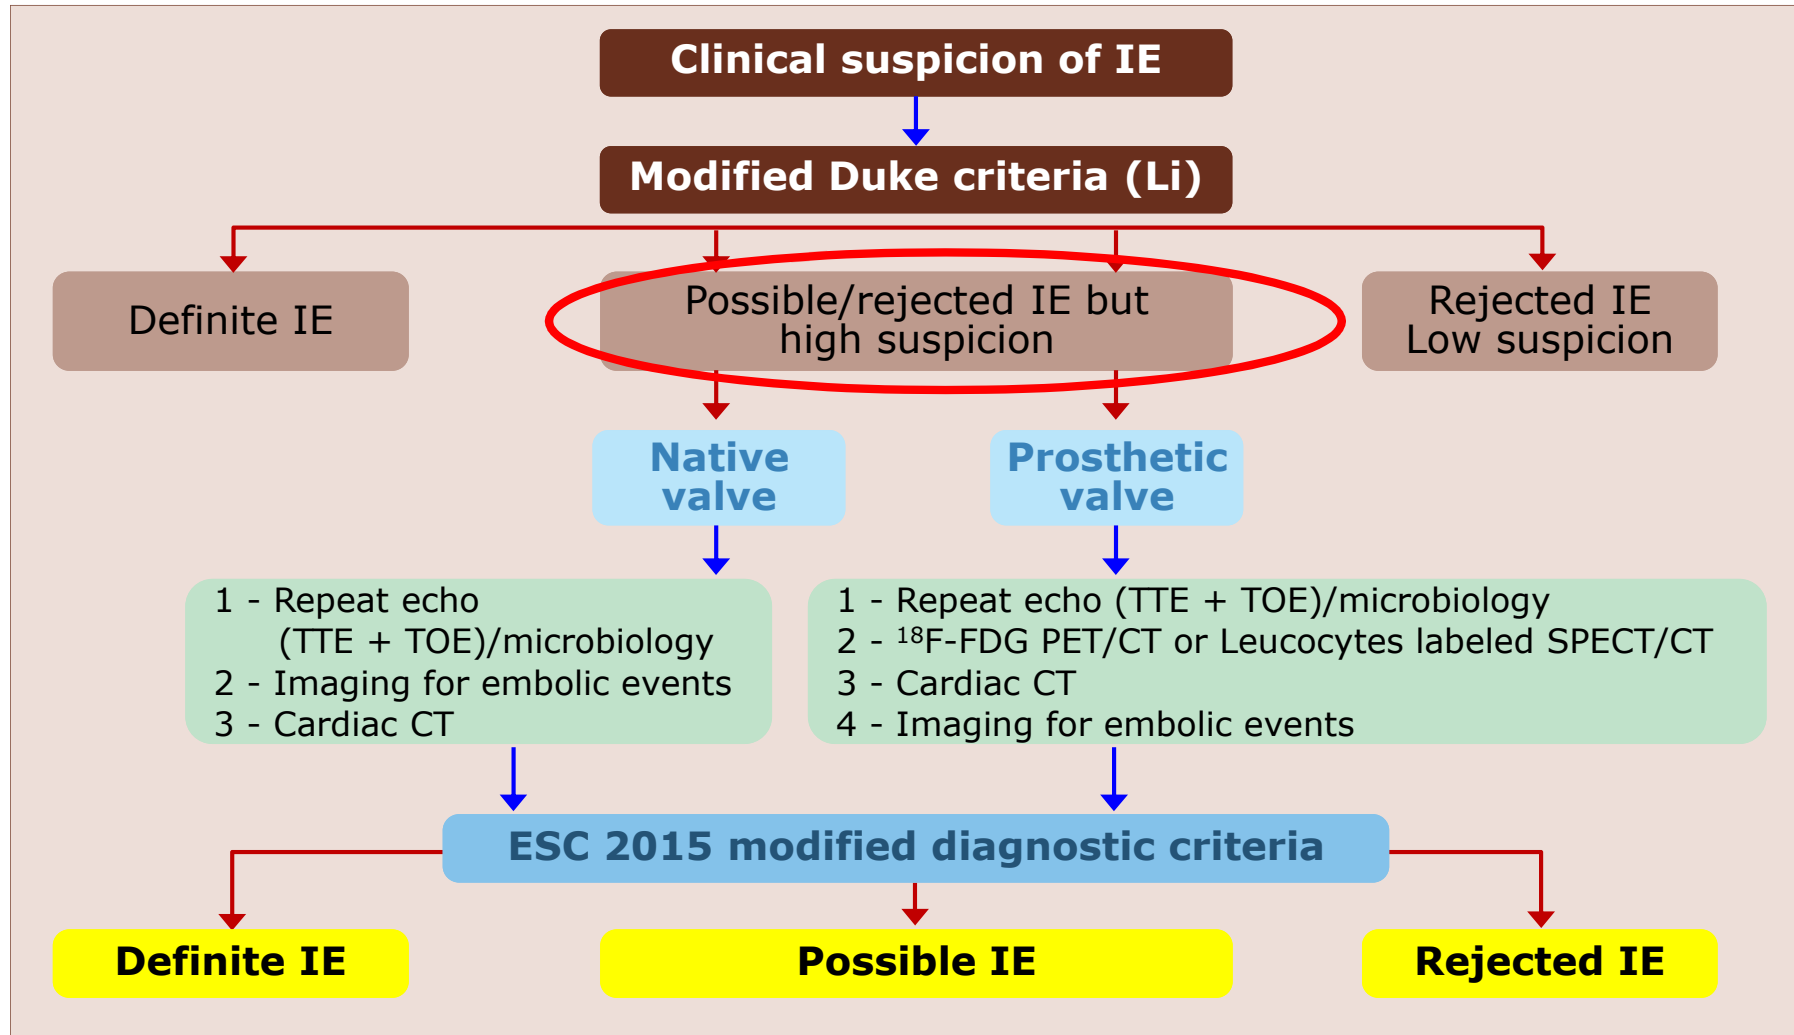 Clinical suspicion of IE
Modified Duke criteria (Li)
Definite IE
Possible/rejected IE but
high suspicion
Rejected IE
Low suspicion
Native
valve
Prosthetic
valve
1 - Repeat echo
(TTE + TOE)/microbiology
2 - Imaging for embolic events
3 - Cardiac CT
1 - Repeat echo (TTE + TOE)/microbiology
2 - ¹⁸F-FDG PET/CT or Leucocytes labeled SPECT/CT
3 - Cardiac CT
4 - Imaging for embolic events
ESC 2015 modified diagnostic criteria
Definite IE
Possible IE
Rejected IE